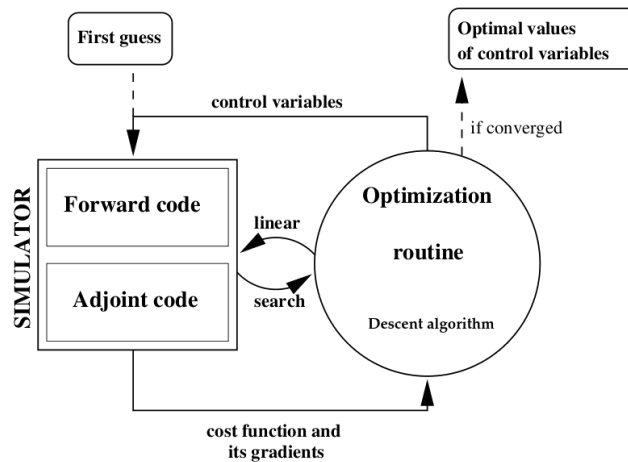 First guess
Optimal values
of control variables
control variables
if converged
SIMULATOR
Forward code
Adjoint code
linear
search
Optimization
routine
Descent algorithm
cost function and
its gradients